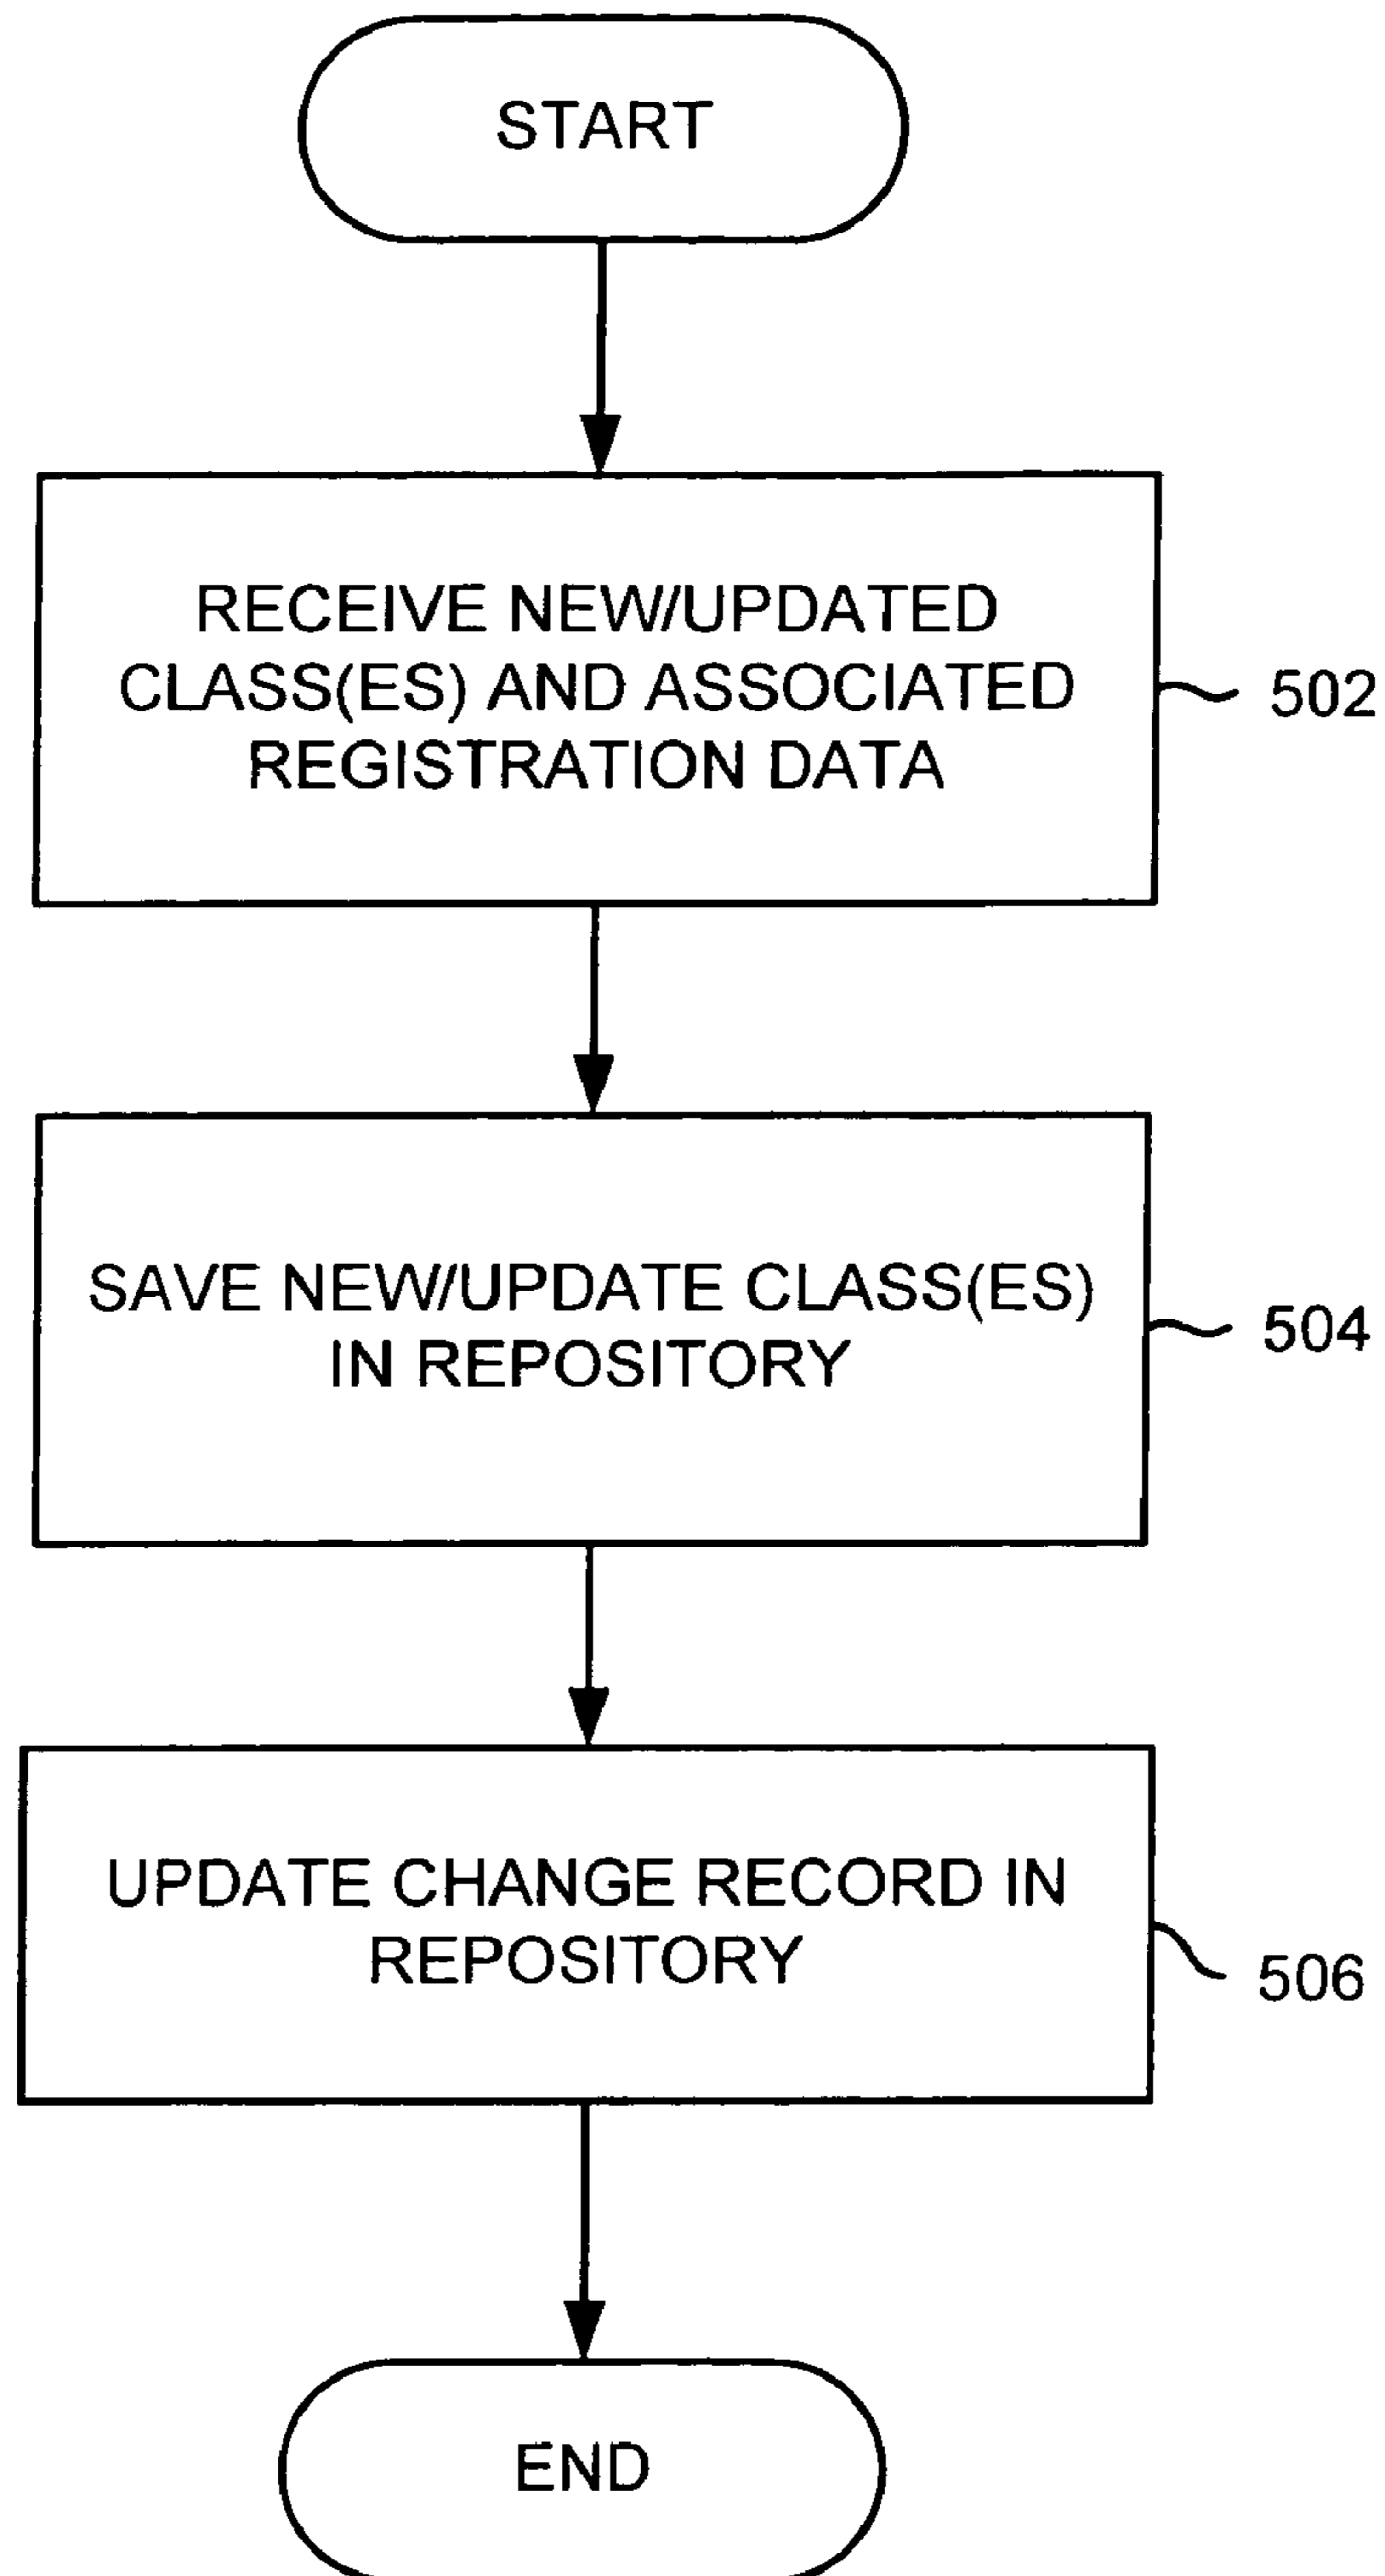 START
RECEIVE NEW/UPDATED
CLASS(ES) AND ASSOCIATED
REGISTRATION DATA
502
SAVE NEW/UPDATE CLASS(ES)
IN REPOSITORY
504
UPDATE CHANGE RECORD IN
REPOSITORY
506
END